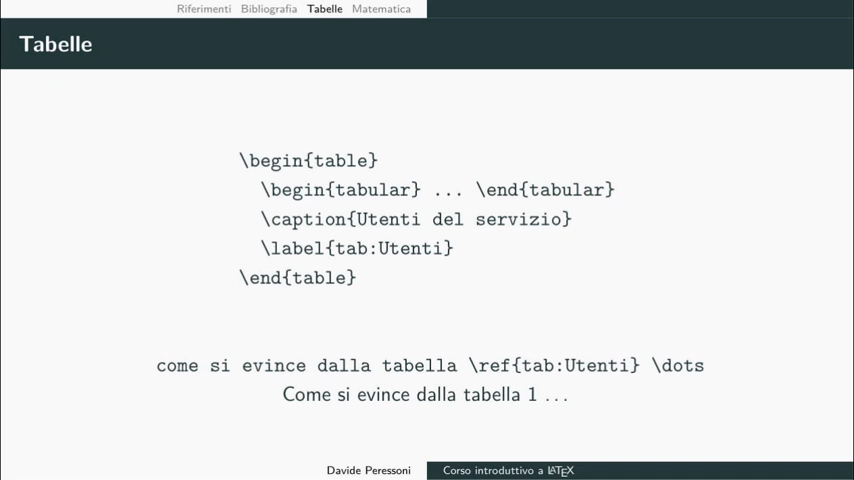 Riferimenti Bibliografia Tabelle Matematica
Tabelle
\begin{table}
\begin{tabular} ... \end{tabular}
\caption{Utenti del servizio}
\label{tab:Utenti}
\end{table}
come si evince dalla tabella \ref{tab:Utenti} \dots
Come si evince dalla tabella 1 ...
Davide Peressoni Corso introduttivo a LATEX